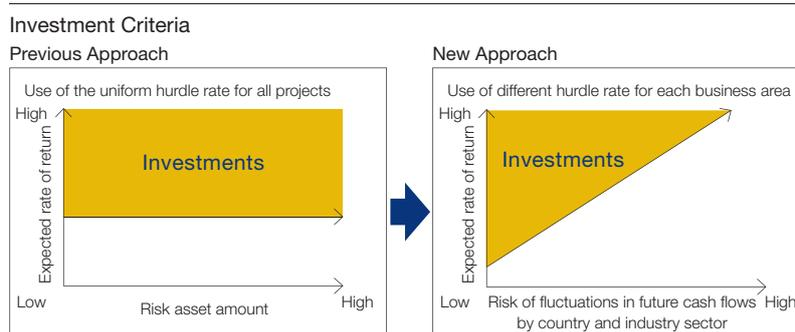 Investment Criteria
Previous Approach
Use of the uniform hurdle rate for all projects
High
Expected rate of return
Investments
Low
Risk asset amount
High
New Approach
Use of different hurdle rate for each business area
High
Expected rate of return
Investments
Low
Risk of fluctuations in future cash flows
by country and industry sector
High